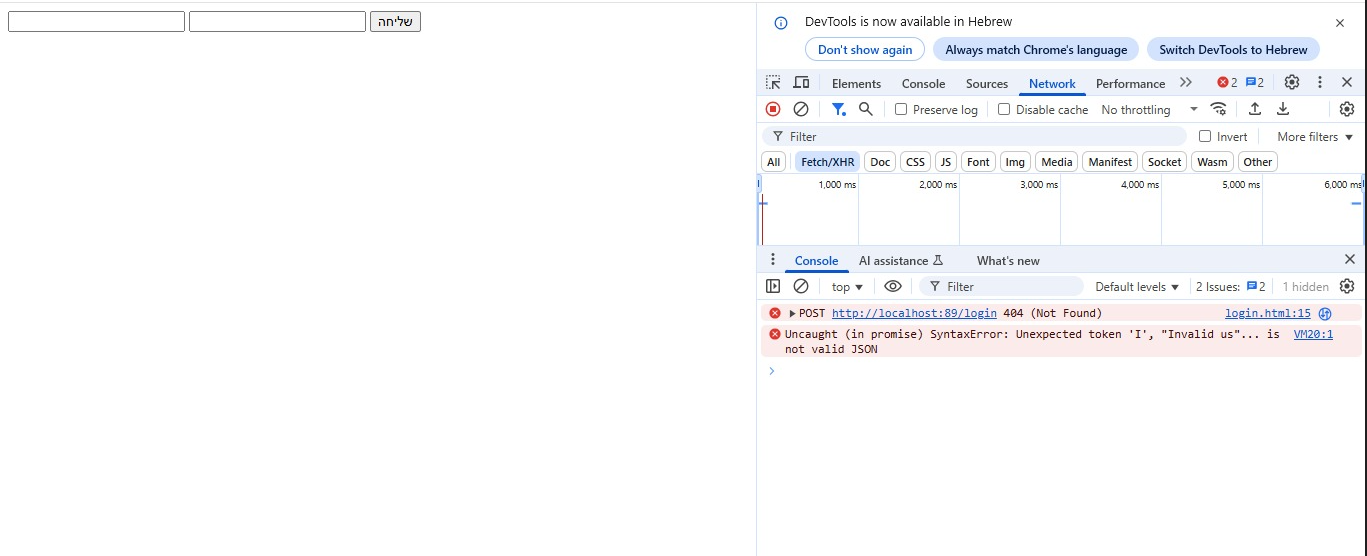 שליחה
DevTools is now available in Hebrew
Don't show again Always match Chrome's language Switch DevTools to Hebrew
Elements Console Sources Network Performance 2 2
Preserve log Disable cache No throttling
Filter Invert More filters
All Fetch/XHR Doc CSS JS Font Img Media Manifest Socket Wasm Other
1,000 ms 2,000 ms 3,000 ms 4,000 ms 5,000 ms 6,000 ms
Console AI assistance What's new
top Filter Default levels 2 Issues: 2 1 hidden
POST http://localhost:89/login 404 (Not Found) login.html:15
Uncaught (in promise) SyntaxError: Unexpected token 'I', "Invalid us"... is VM20:1
not valid JSON